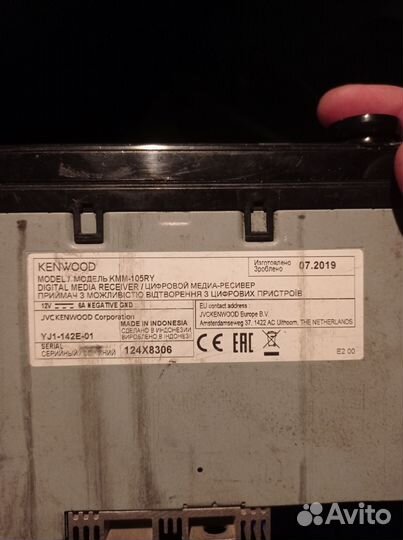 KENWOOD
MODEL / МОДЕЛЬ KMM-105RY
DIGITAL MEDIA RECEIVER / ЦИФРОВОЙ МЕДИА-РЕСИВЕР
ПРИЙМАЧ З МОЖЛИВІСТЮ ВІДТВОРЕННЯ З ЦИФРОВИХ ПРИСТРОЇВ
Изготовлено
Зроблено
07.2019
12V 6A NEGATIVE GND
JVCKENWOOD Corporation
YJ1-142E-01
MADE IN INDONESIA
СДЕЛАНО В ИНДОНЕЗИИ
ВИРОБЛЕНО В ІНДОНЕЗІЇ
SERIAL
СЕРИЙНЫЙ
124X8306
EU contact address :
JVCKENWOOD Europe B.V.
Amsterdamseweg 37, 1422 AC Uithoorn, THE NETHERLANDS
CE EAC
E2 00
Avito